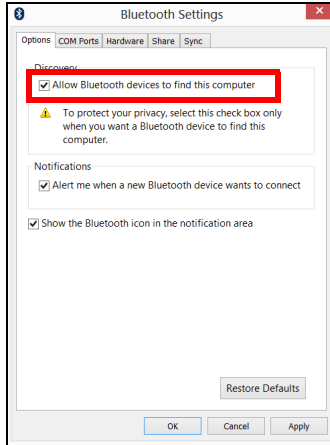 Bluetooth Settings
Options COM Ports Hardware Share Sync
Discovery
Allow Bluetooth devices to find this computer
To protect your privacy, select this check box only
when you want a Bluetooth device to find this
computer.
Notifications
Alert me when a new Bluetooth device wants to connect
Show the Bluetooth icon in the notification area
Restore Defaults
OK Cancel Apply